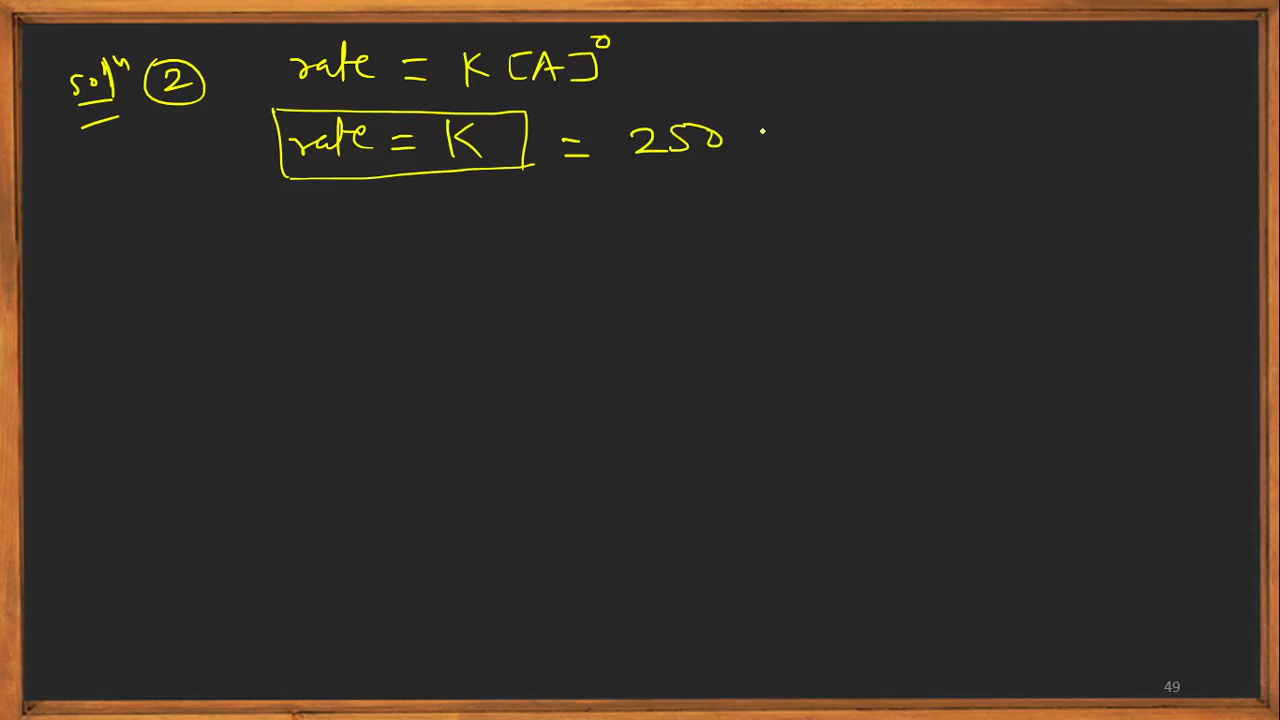 solⁿ ② rate = K [A]⁰
rate = K = 250 .
49